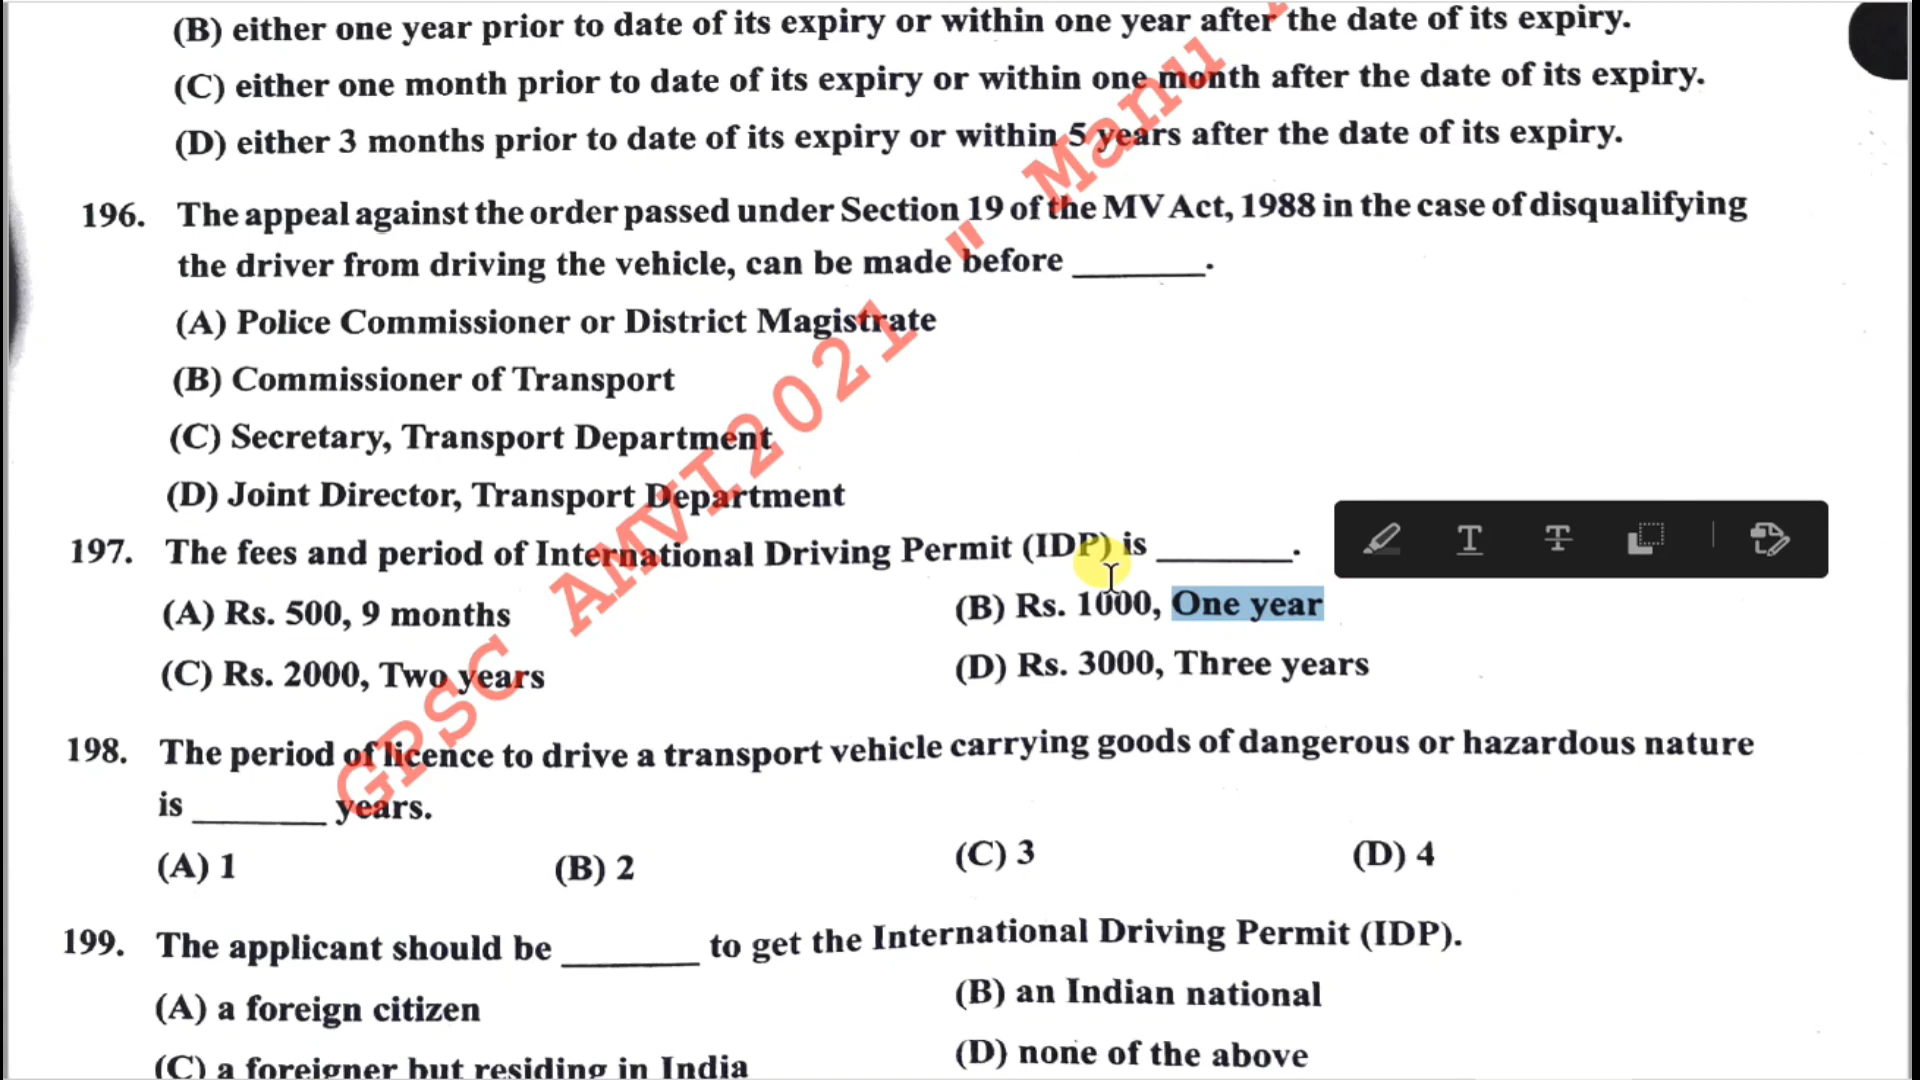 (B) either one year prior to date of its expiry or within one year after the date of its expiry.
(C) either one month prior to date of its expiry or within one month after the date of its expiry.
(D) either 3 months prior to date of its expiry or within 5 years after the date of its expiry.
196. The appeal against the order passed under Section 19 of the MV Act, 1988 in the case of disqualifying
the driver from driving the vehicle, can be made before ________.
(A) Police Commissioner or District Magistrate
(B) Commissioner of Transport
(C) Secretary, Transport Department
(D) Joint Director, Transport Department
197. The fees and period of International Driving Permit (IDP) is ________.
(A) Rs. 500, 9 months
(B) Rs. 1000, One year
(C) Rs. 2000, Two years
(D) Rs. 3000, Three years
198. The period of licence to drive a transport vehicle carrying goods of dangerous or hazardous nature
is ________ years.
(A) 1
(B) 2
(C) 3
(D) 4
199. The applicant should be ________ to get the International Driving Permit (IDP).
(A) a foreign citizen
(B) an Indian national
(C) a foreigner but residing in India
(D) none of the above
GPSC AMVI2021 " Manu